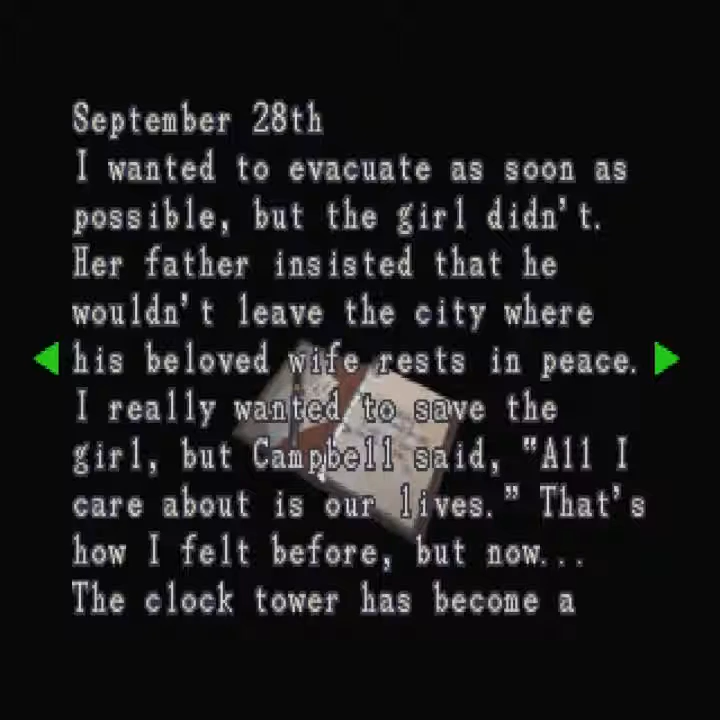 September 28th
I wanted to evacuate as soon as
possible, but the girl didn't.
Her father insisted that he
wouldn't leave the city where
his beloved wife rests in peace.
I really wanted to save the
girl, but Campbell said, "All I
care about is our lives." That's
how I felt before, but now...
The clock tower has become a